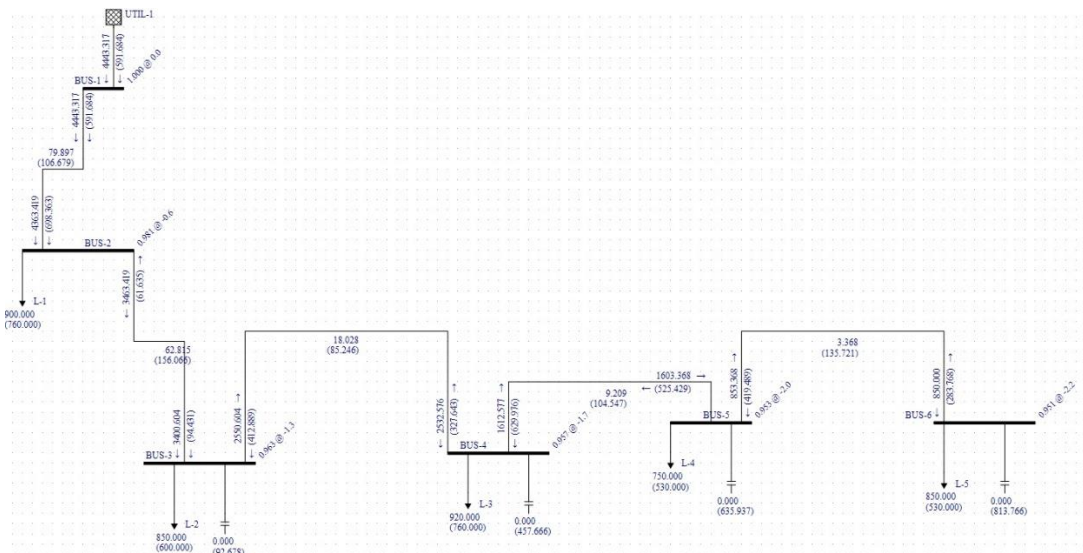 UTIL-1
4443.317
(591.684)
BUS-1
1.000 @ 0.0
4443.317
(591.684)
79.897
(106.679)
4363.419
(698.363)
BUS-2
0.981 @ -0.6
L-1
900.000
(760.000)
3463.419
(61.635)
62.815
(156.066)
3400.604
(94.431)
BUS-3
0.963 @ -1.3
L-2
850.000
(600.000)
0.000
(92.678)
2550.604
(412.889)
18.028
(85.246)
2532.576
(327.643)
BUS-4
0.957 @ -1.7
L-3
920.000
(760.000)
0.000
(457.666)
1612.577
(629.976)
9.209
(104.547)
1603.368
(525.429)
BUS-5
0.953 @ -2.0
L-4
750.000
(530.000)
0.000
(635.937)
853.368
(419.489)
3.368
(135.721)
850.000
(283.768)
BUS-6
0.951 @ -2.2
L-5
850.000
(530.000)
0.000
(813.766)